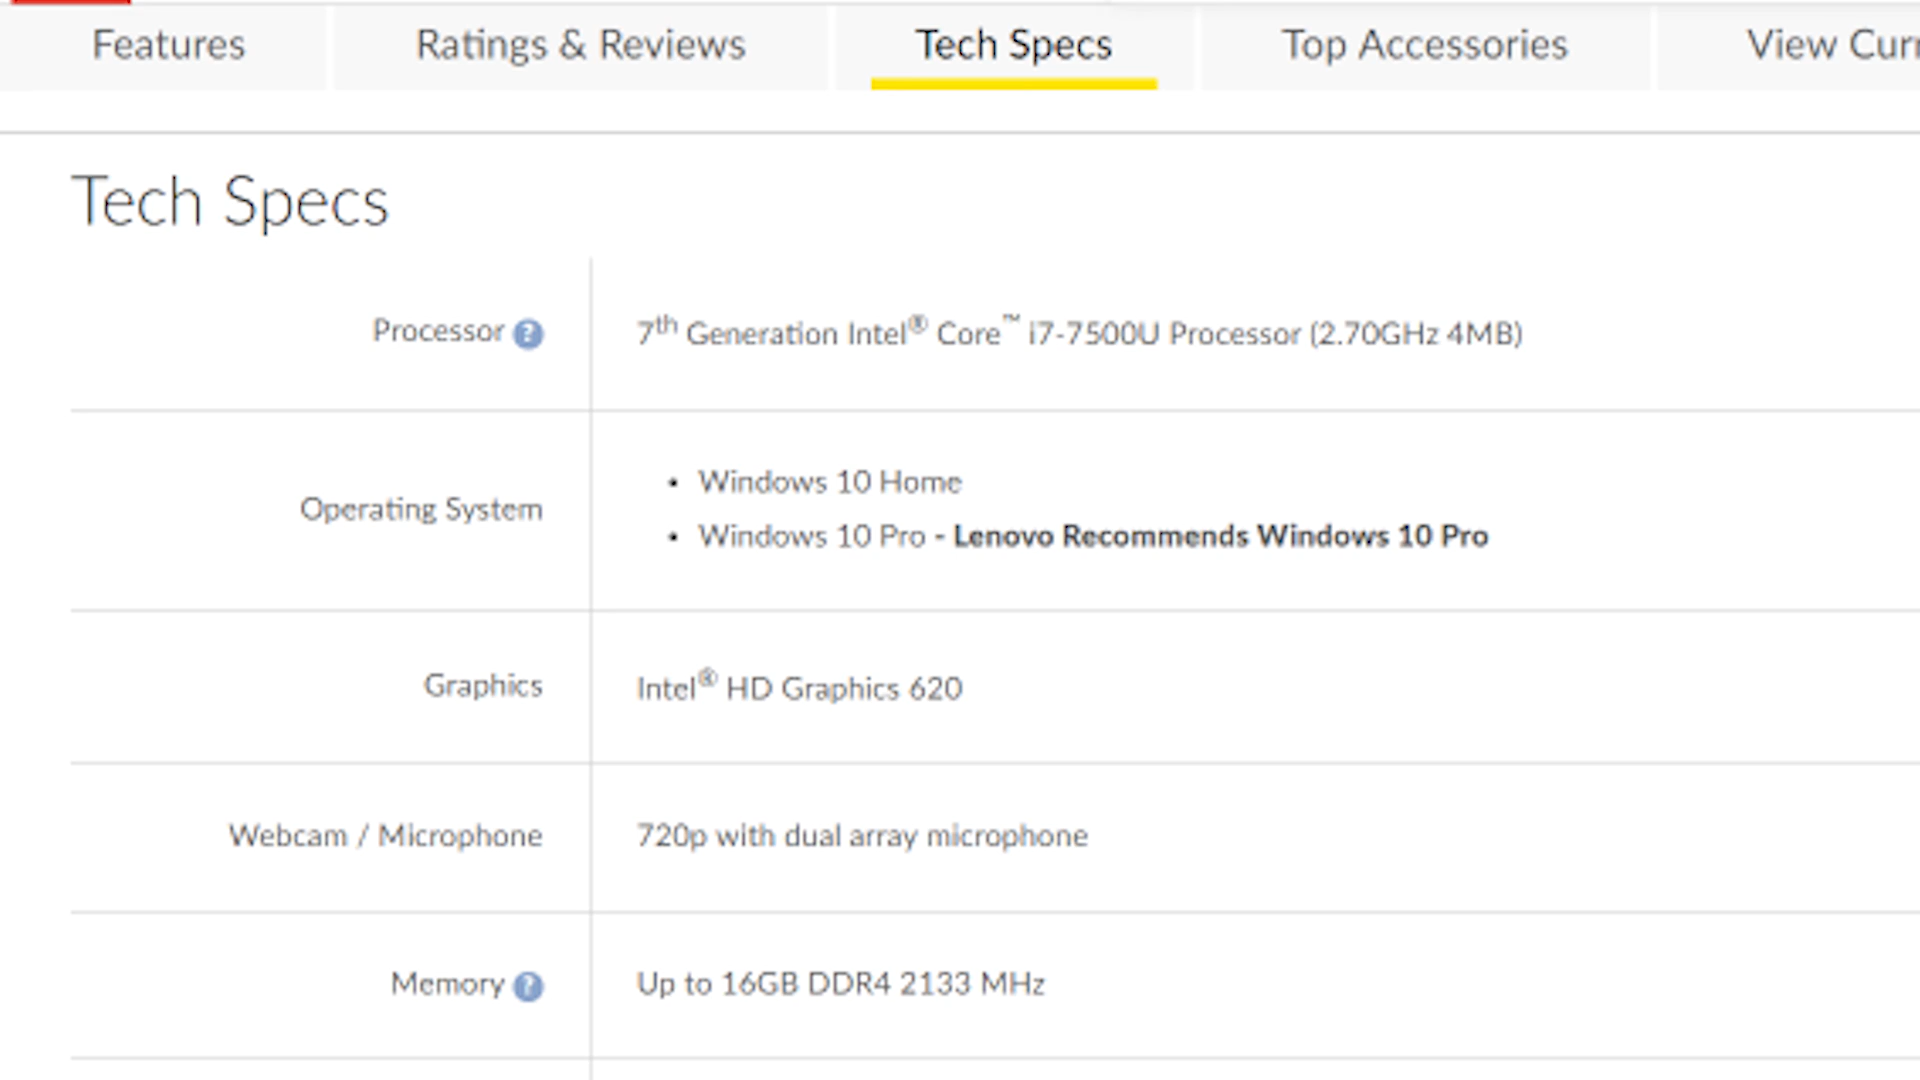 Features Ratings & Reviews Tech Specs Top Accessories View Curr
Tech Specs
Processor ? 7th Generation Intel® Core™ i7-7500U Processor (2.70GHz 4MB)
• Windows 10 Home
Operating System
• Windows 10 Pro - Lenovo Recommends Windows 10 Pro
Graphics Intel® HD Graphics 620
Webcam / Microphone 720p with dual array microphone
Memory ? Up to 16GB DDR4 2133 MHz